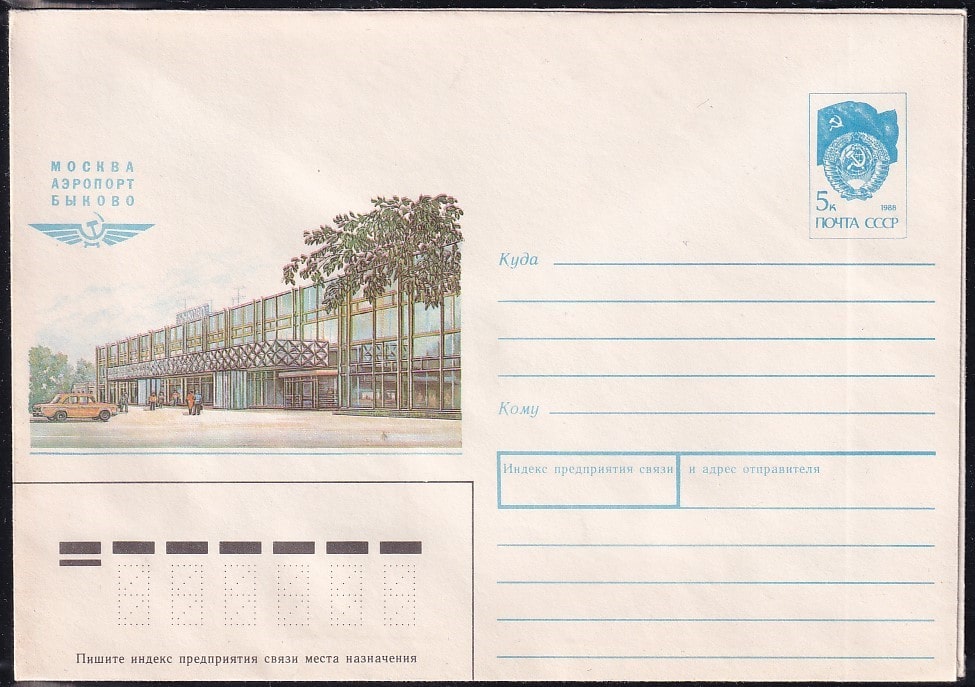 МОСКВА
АЭРОПОРТ
БЫКОВО
5к 1988
ПОЧТА СССР
Куда
Кому
Индекс предприятия связи и адрес отправителя
Пишите индекс предприятия связи места назначения